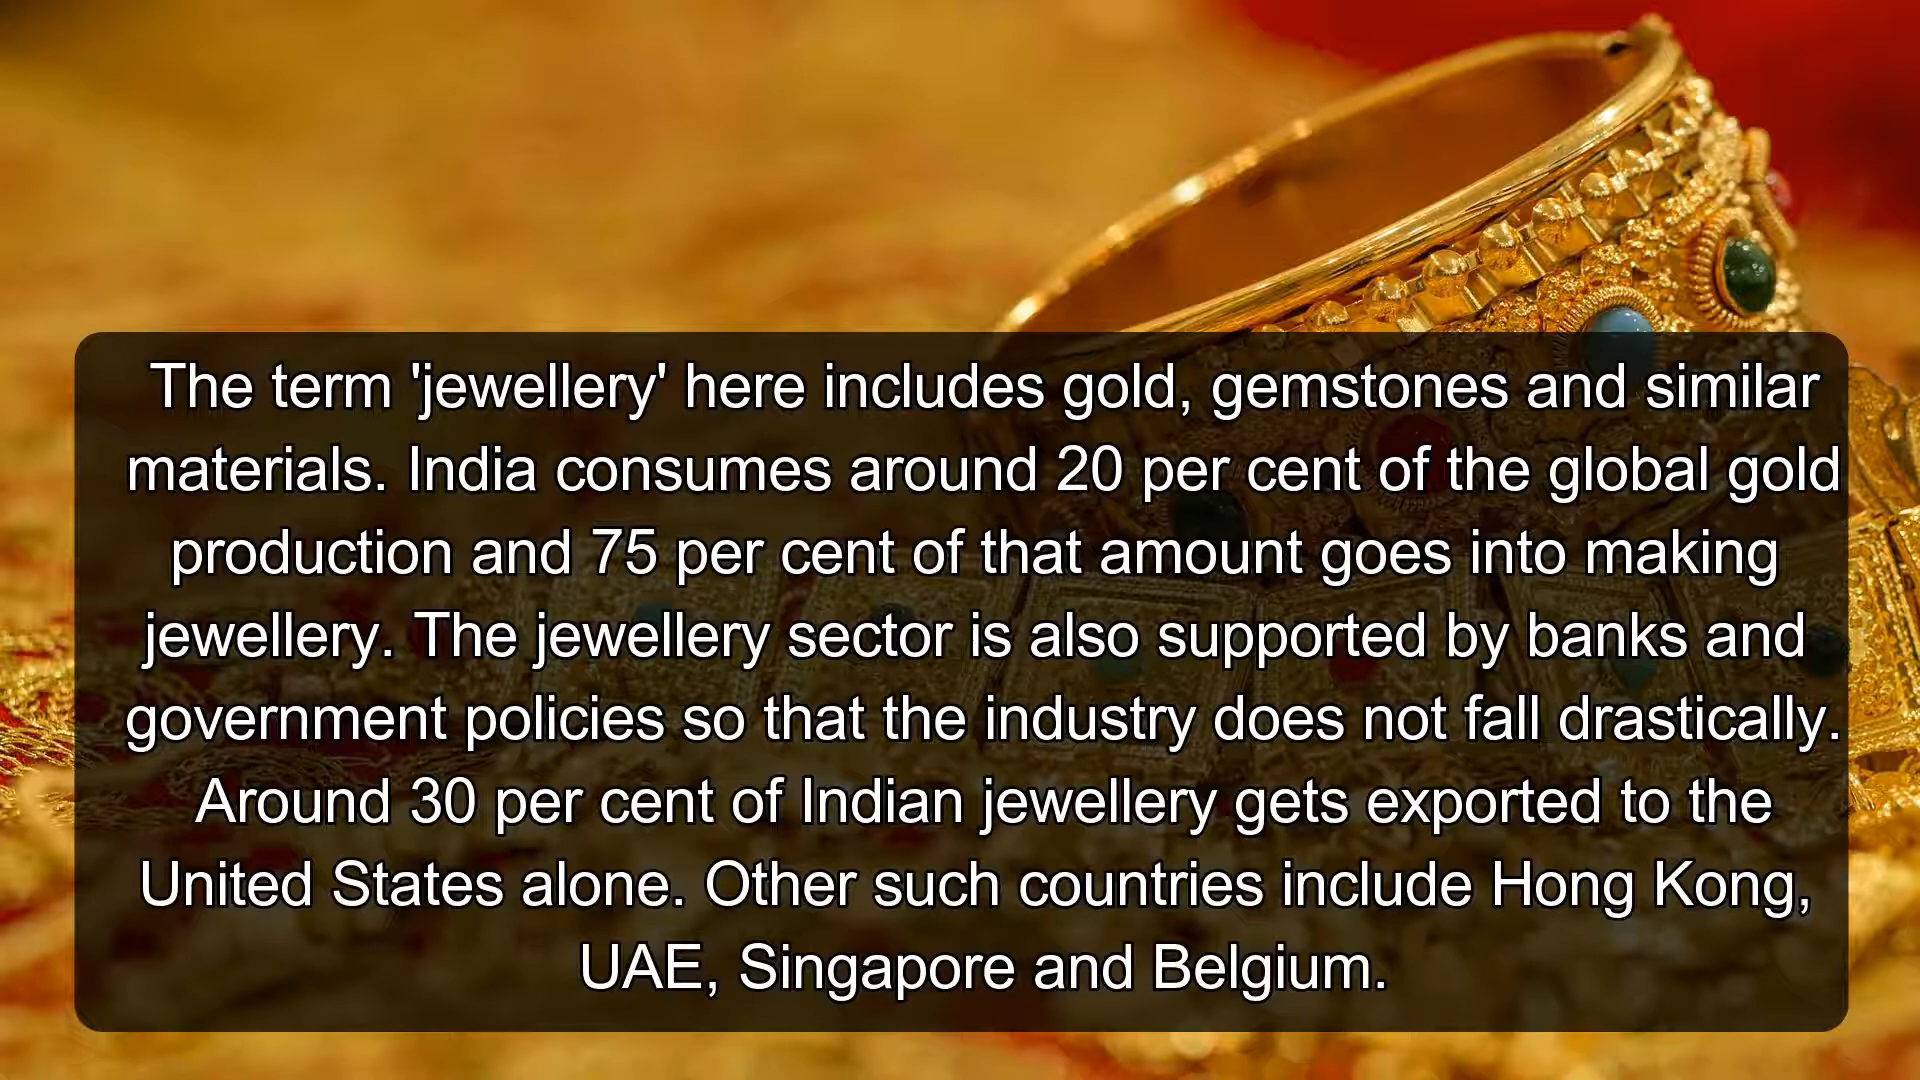 The term 'jewellery' here includes gold, gemstones and similar
materials. India consumes around 20 per cent of the global gold
production and 75 per cent of that amount goes into making
jewellery. The jewellery sector is also supported by banks and
government policies so that the industry does not fall drastically.
Around 30 per cent of Indian jewellery gets exported to the
United States alone. Other such countries include Hong Kong,
UAE, Singapore and Belgium.